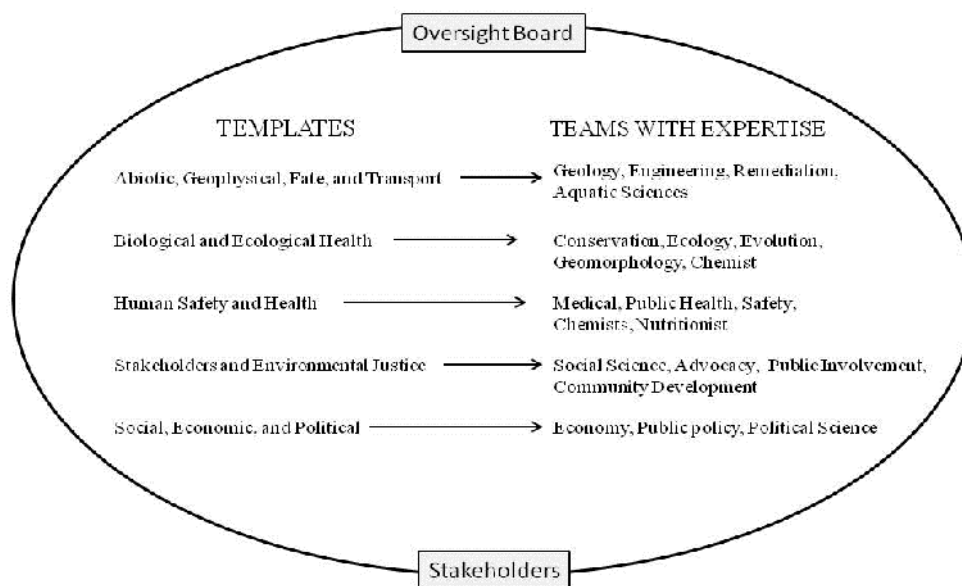 Oversight Board
TEMPLATES
TEAMS WITH EXPERTISE
Abiotic, Geophysical, Fate, and Transport
Geology, Engineering, Remediation,
Aquatic Sciences
Biological and Ecological Health
Conservation, Ecology, Evolution,
Geomorphology, Chemist
Human Safety and Health
Medical, Public Health, Safety,
Chemists, Nutritionist
Stakeholders and Environmental Justice
Social Science, Advocacy, Public Involvement,
Community Development
Social, Economic, and Political
Economy, Public policy, Political Science
Stakeholders